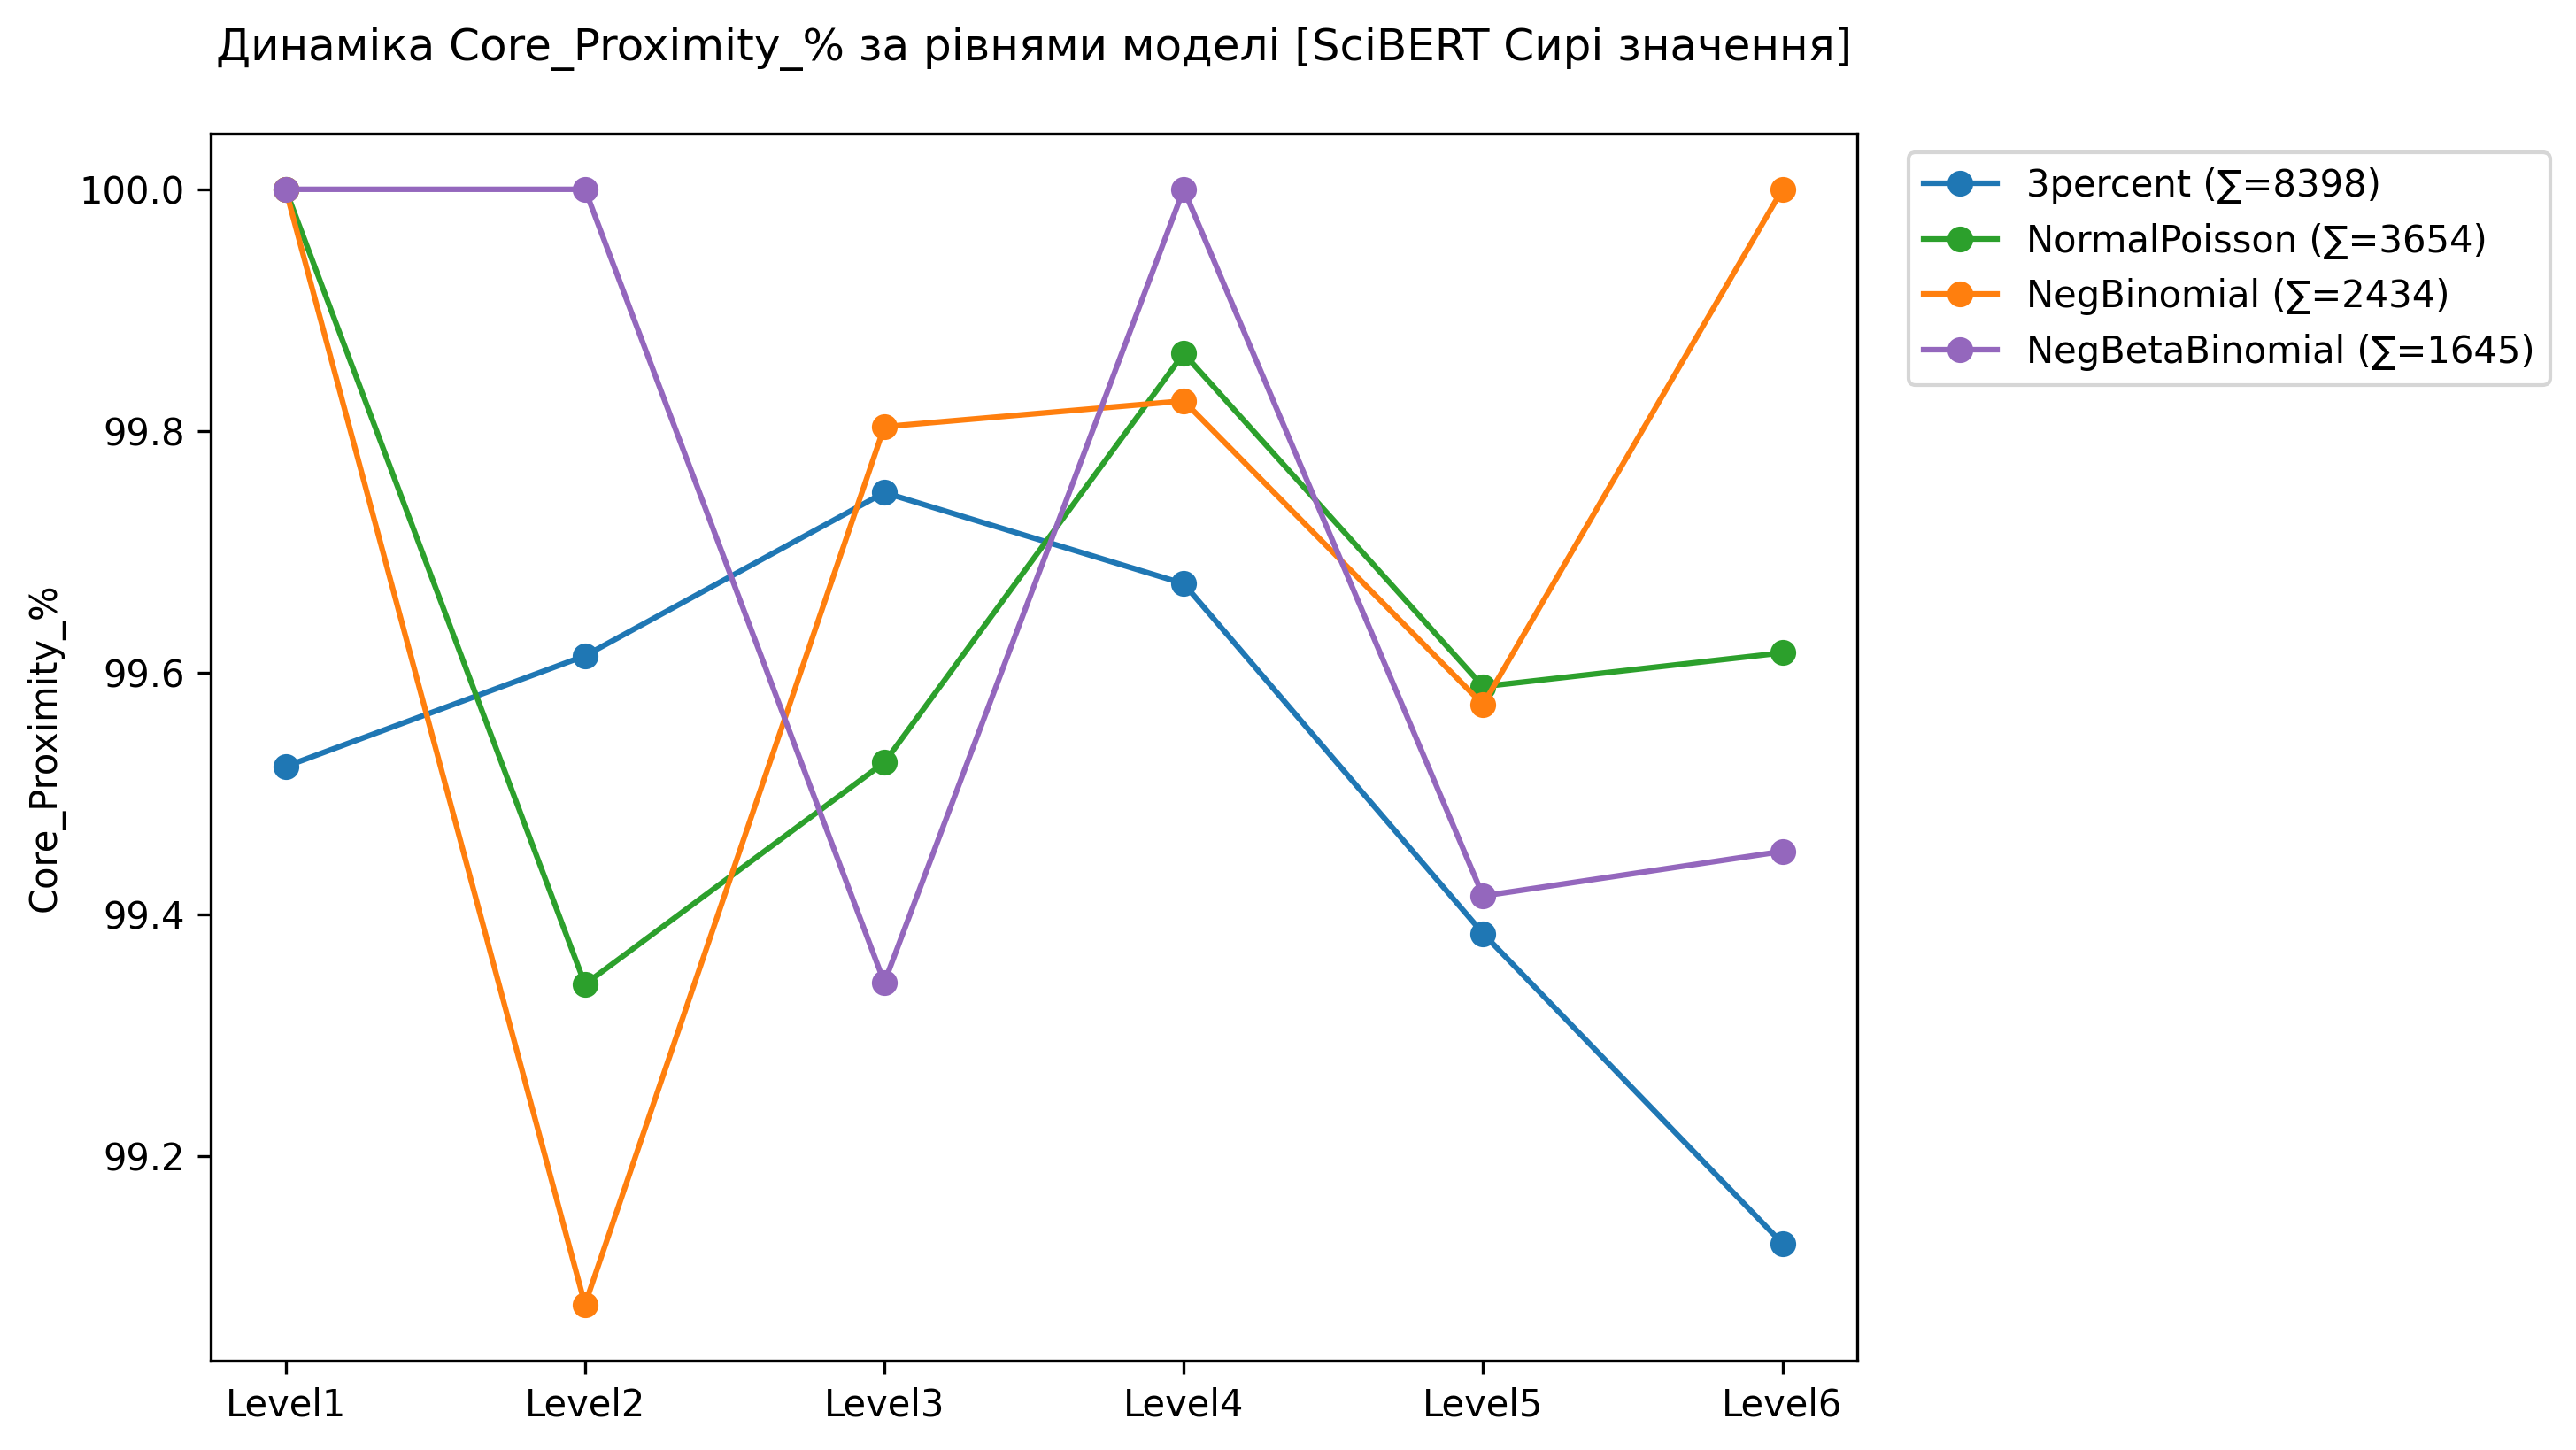 Динаміка Core_Proximity_% за рівнями моделі [SciBERT Сирі значення]
3percent (∑=8398)
NormalPoisson (∑=3654)
NegBinomial (∑=2434)
NegBetaBinomial (∑=1645)
Core_Proximity_%
100.0
99.8
99.6
99.4
99.2
Level1 Level2 Level3 Level4 Level5 Level6